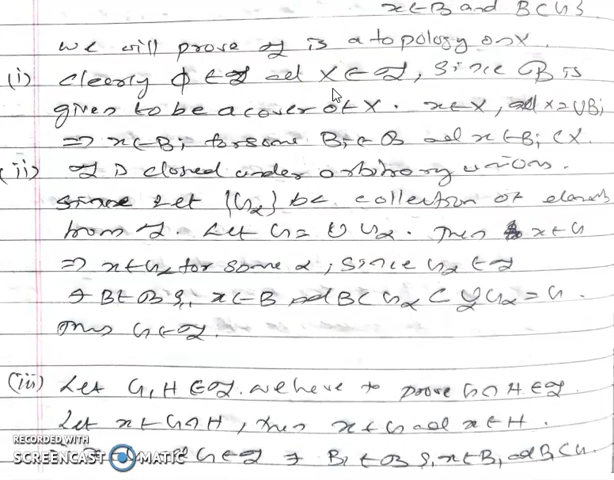 x∈B and B⊂G}
we will prove 𝒯 is a topology on X.
(i) clearly ϕ∈𝒯 and X∈𝒯, since ℬ is
given to be a cover of X. x∈X, and X=∪Bi
⇒ x∈Bi for some Bi∈ℬ and x∈Bi⊂X.
(ii) 𝒯 is closed under arbitrary unions.
Let {Gα} be collection of elements
from 𝒯. Let G=∪Gα. Then x∈G
⇒ x∈Gα for some α, since Gα∈𝒯
∃ B∈ℬ s, x∈B and B⊂Gα⊂∪Gα=G.
Thus G∈𝒯.
(iii) Let G,H∈𝒯. we have to prove G∩H∈𝒯
Let x∈G∩H, then x∈G and x∈H.
G∈𝒯 ∃ B1∈ℬ s, x∈B1 and B1⊂G
RECORDED WITH
SCREENCAST MATIC